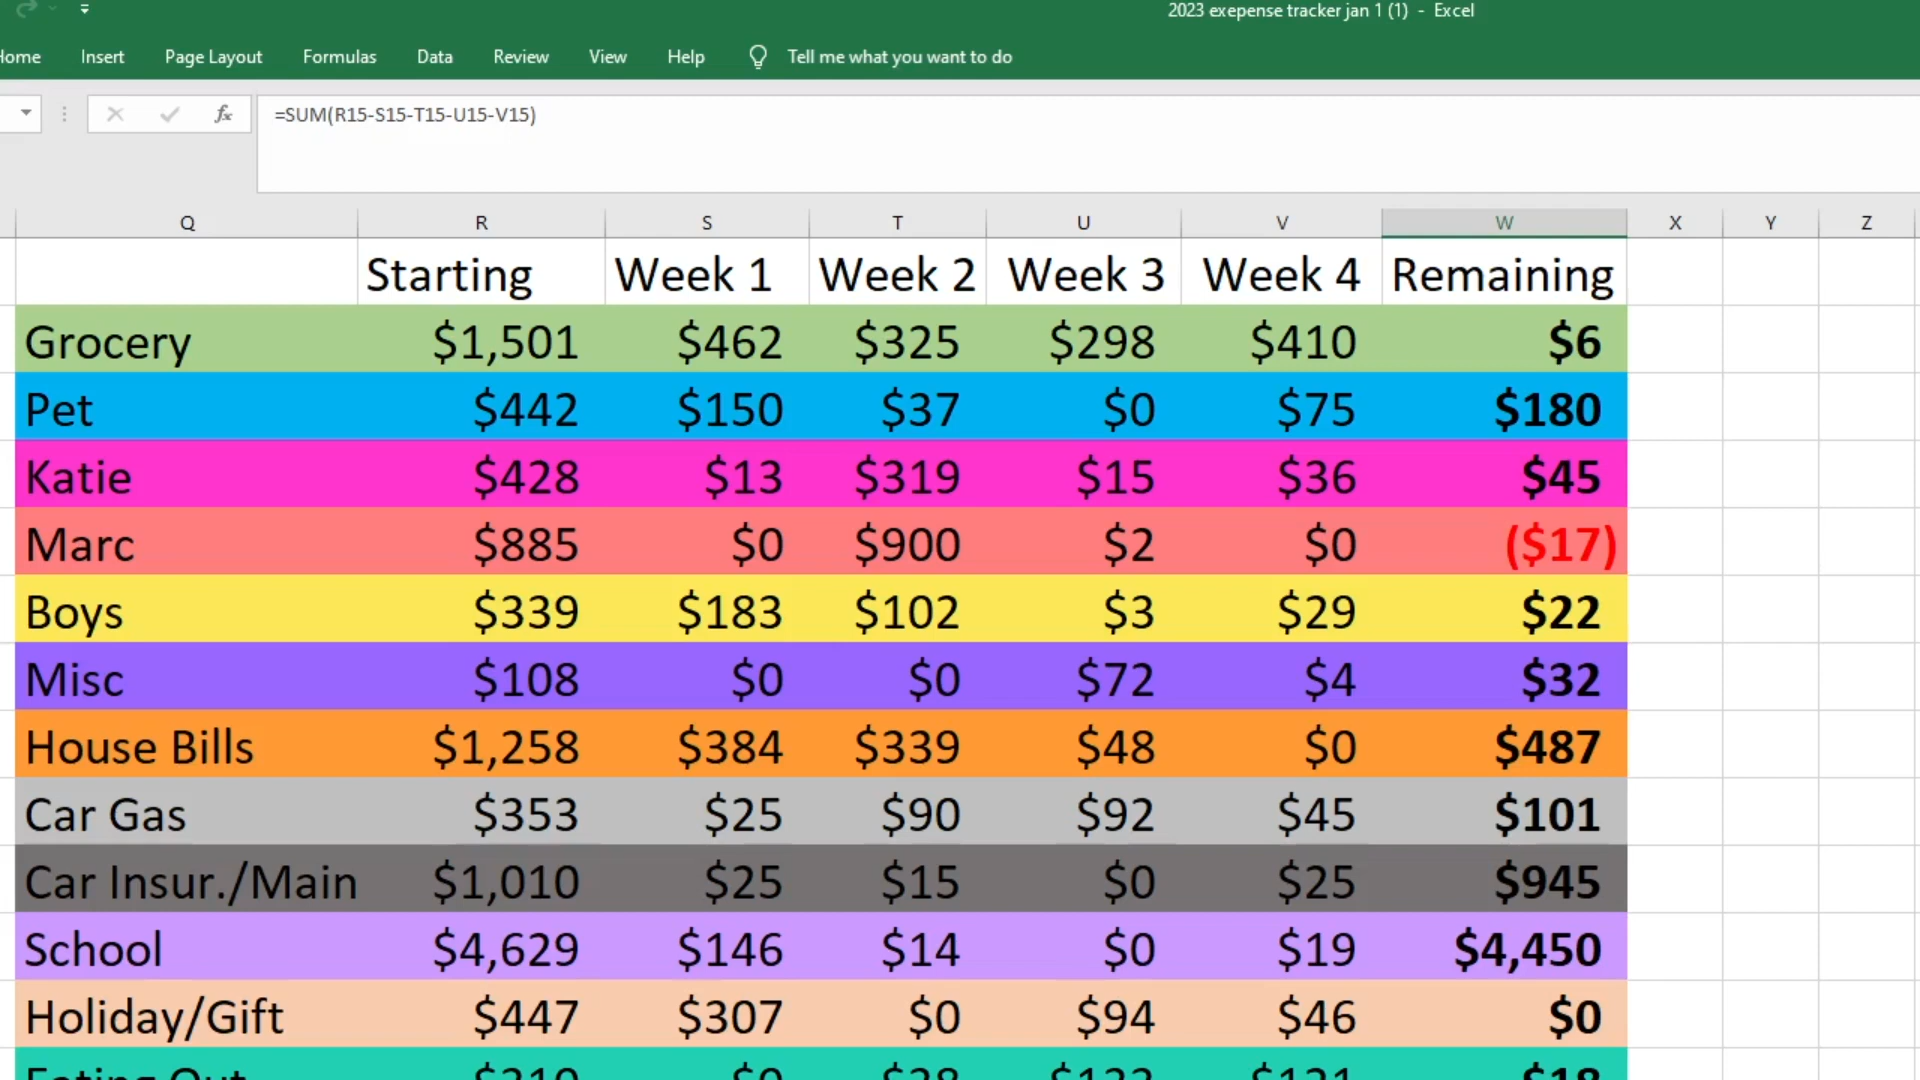 2023 exepense tracker jan 1 (1) - Excel
Home Insert Page Layout Formulas Data Review View Help Tell me what you want to do
fx =SUM(R15-S15-T15-U15-V15)
Q R S T U V W X Y Z
Starting Week 1 Week 2 Week 3 Week 4 Remaining
Grocery $1,501 $462 $325 $298 $410 $6
Pet $442 $150 $37 $0 $75 $180
Katie $428 $13 $319 $15 $36 $45
Marc $885 $0 $900 $2 $0 ($17)
Boys $339 $183 $102 $3 $29 $22
Misc $108 $0 $0 $72 $4 $32
House Bills $1,258 $384 $339 $48 $0 $487
Car Gas $353 $25 $90 $92 $45 $101
Car Insur./Main $1,010 $25 $15 $0 $25 $945
School $4,629 $146 $14 $0 $19 $4,450
Holiday/Gift $447 $307 $0 $94 $46 $0
Eating Out